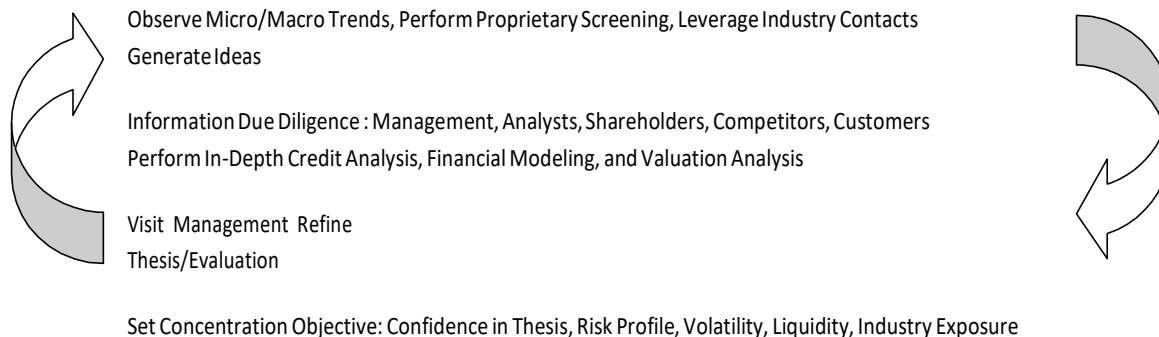 Observe Micro/Macro Trends, Perform Proprietary Screening, Leverage Industry Contacts
Generate Ideas
Information Due Diligence : Management, Analysts, Shareholders, Competitors, Customers
Perform In-Depth Credit Analysis, Financial Modeling, and Valuation Analysis
Visit Management Refine
Thesis/Evaluation
Set Concentration Objective: Confidence in Thesis, Risk Profile, Volatility, Liquidity, Industry Exposure